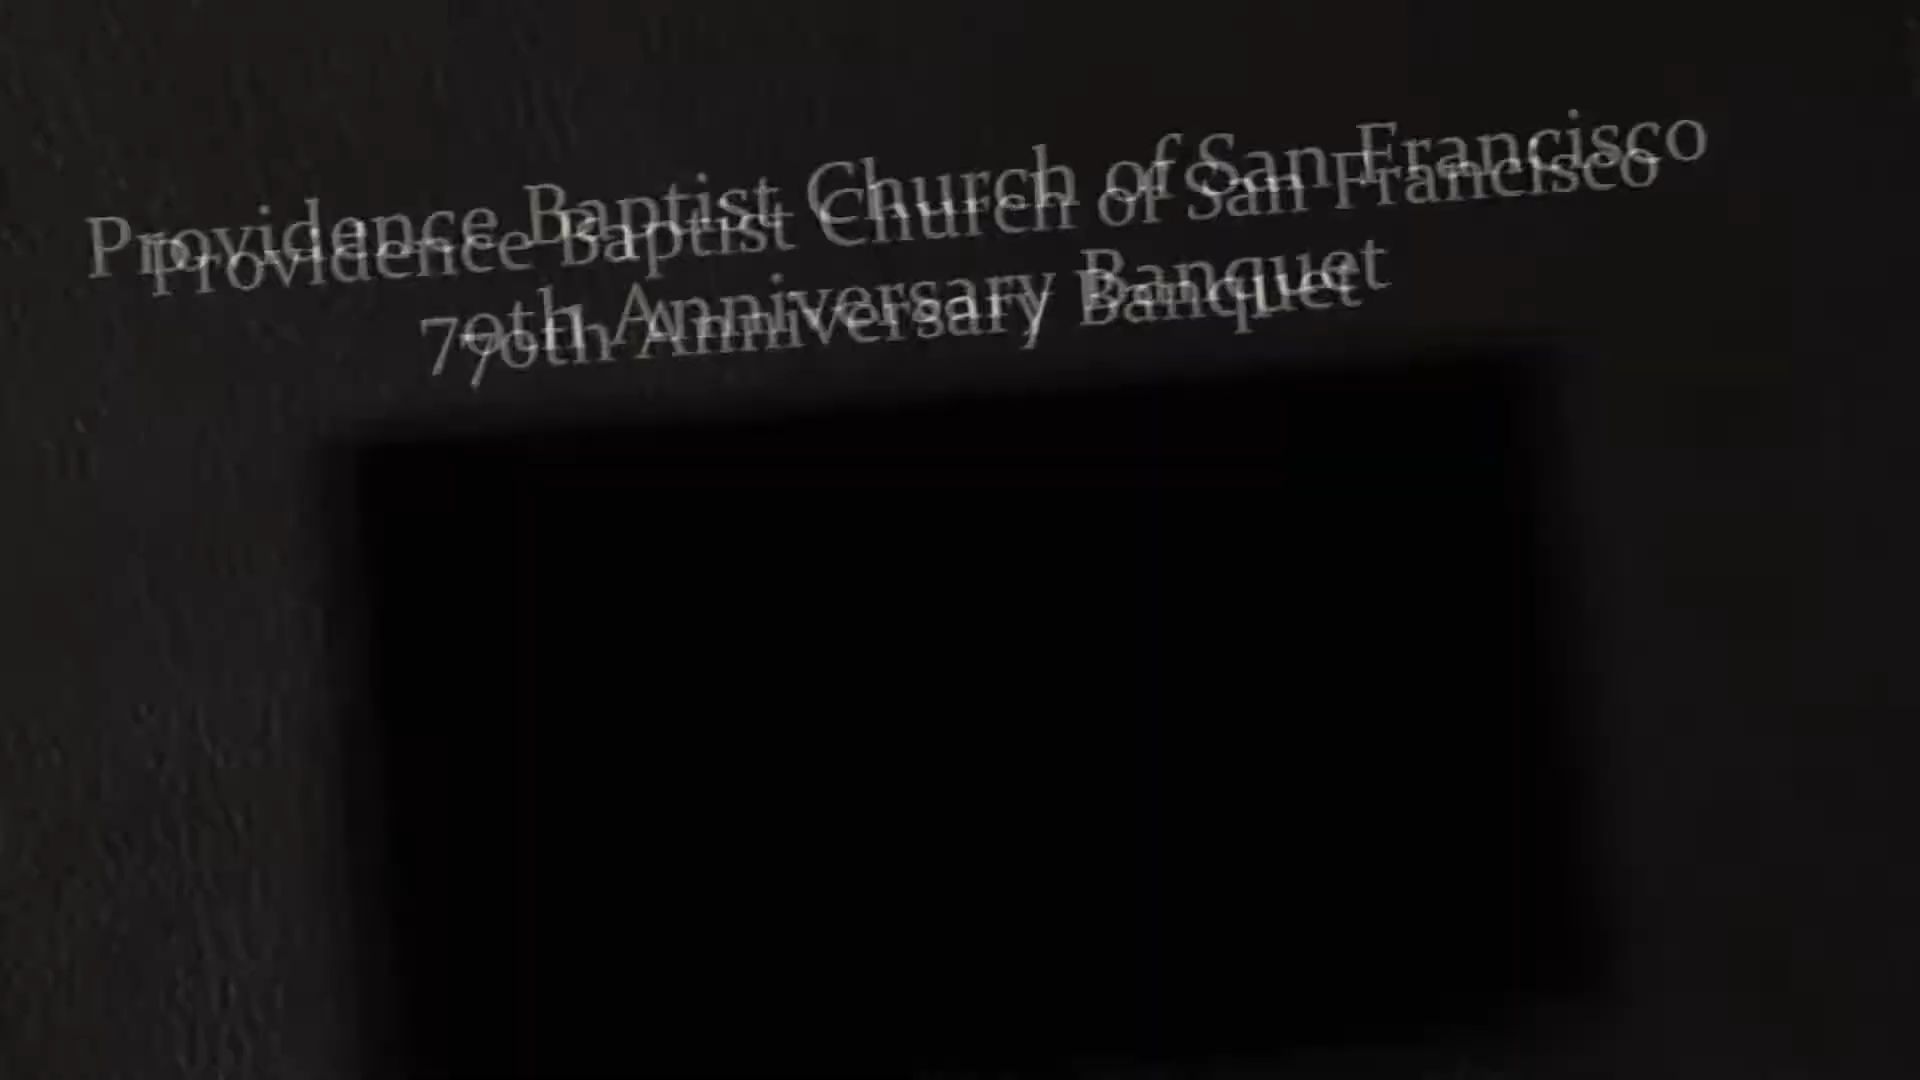 Providence Baptist Church of San Francisco
70th Anniversary Banquet